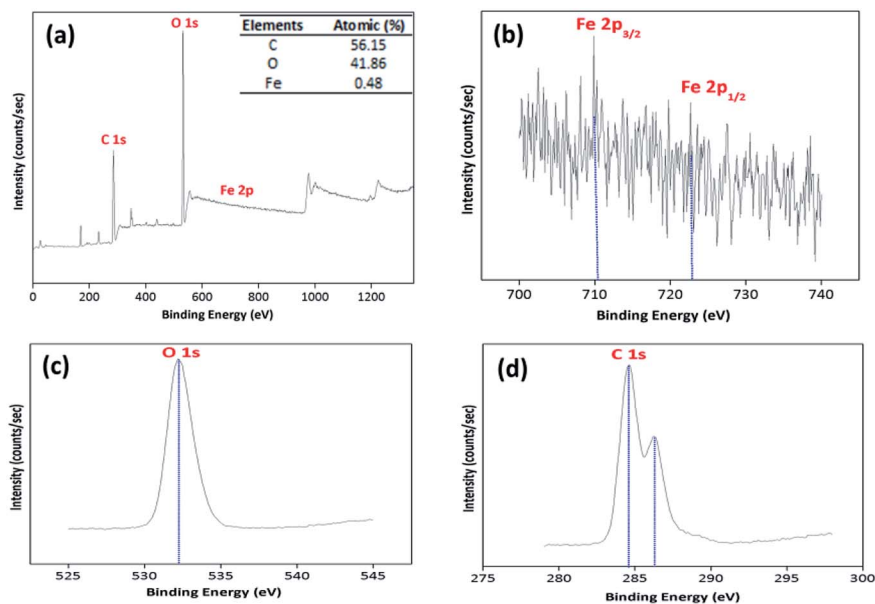 (a)
O 1s
Elements Atomic (%)
C 56.15
O 41.86
Fe 0.48
C 1s
Fe 2p
Intensity (counts/sec)
0 200 400 600 800 1000 1200
Binding Energy (eV)
(b)
Fe 2p3/2
Fe 2p1/2
Intensity (counts/sec)
700 710 720 730 740
Binding Energy (eV)
(c)
O 1s
Intensity (counts/sec)
525 530 535 540 545
Binding Energy (eV)
(d)
C 1s
Intensity (counts/sec)
275 280 285 290 295 300
Binding Energy (eV)